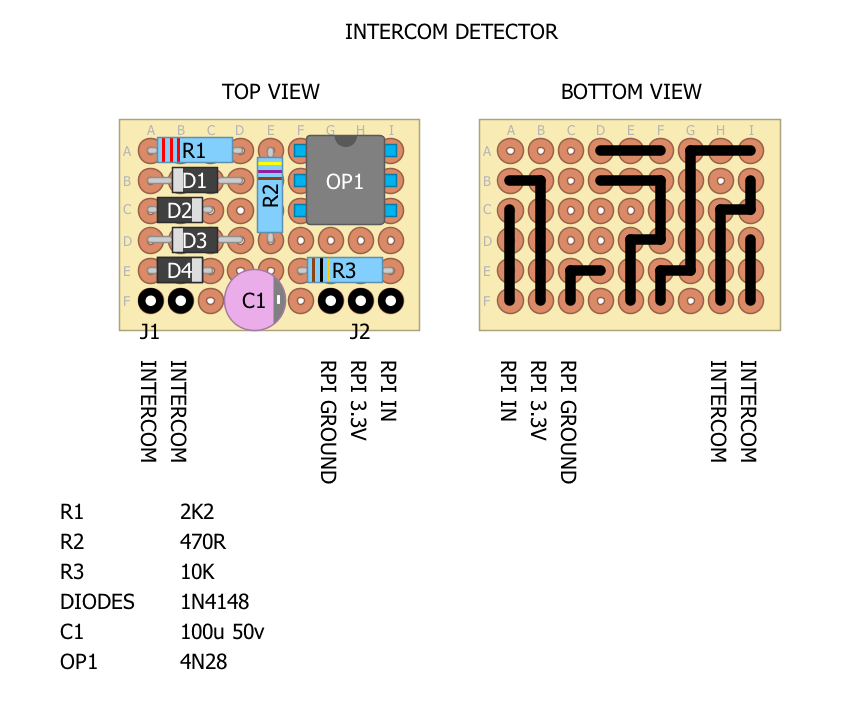 INTERCOM DETECTOR
TOP VIEW BOTTOM VIEW
A B C D E F G H I A B C D E F G H I
A R1 A
B D1 OP1 B
C D2 R2 C
D D3 D
E D4 R3 E
F C1 F
J1 J2
INTERCOM INTERCOM RPI GROUND RPI 3.3V RPI IN RPI IN RPI 3.3V RPI GROUND INTERCOM INTERCOM
R1 2K2
R2 470R
R3 10K
DIODES 1N4148
C1 100u 50v
OP1 4N28